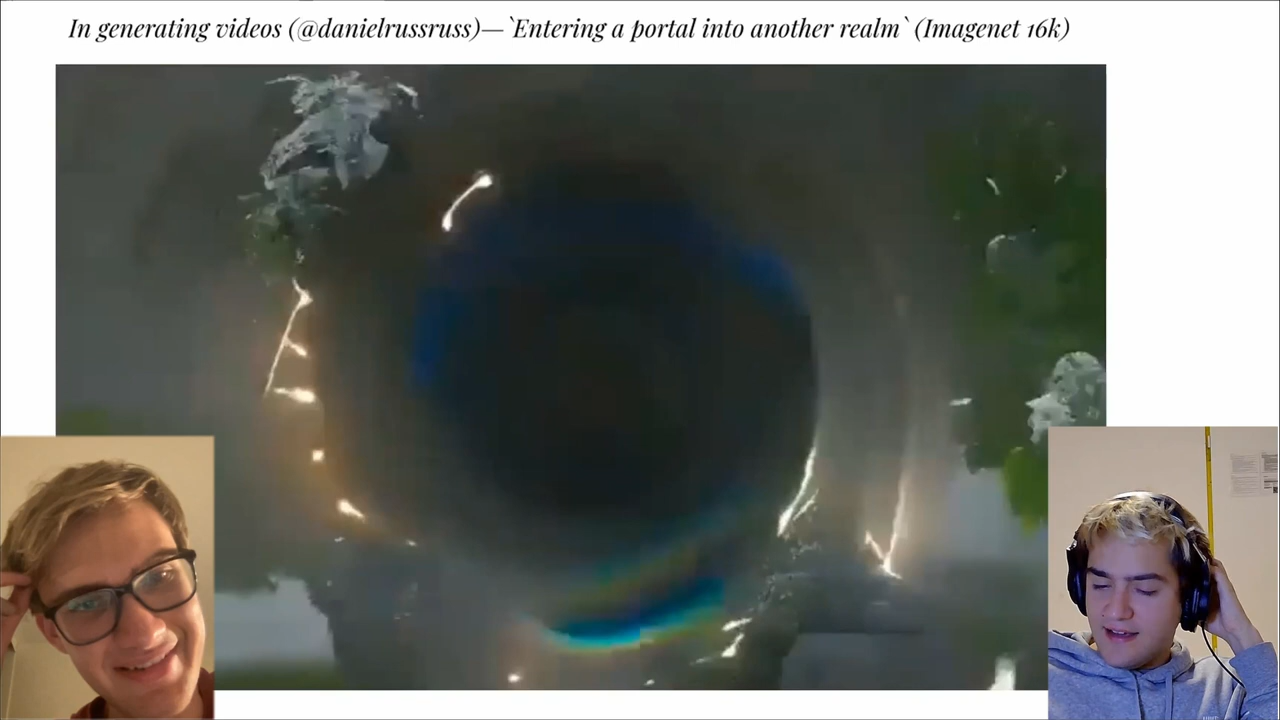 In generating videos (@danielrussruss)—`Entering a portal into another realm` (Imagenet 16k)